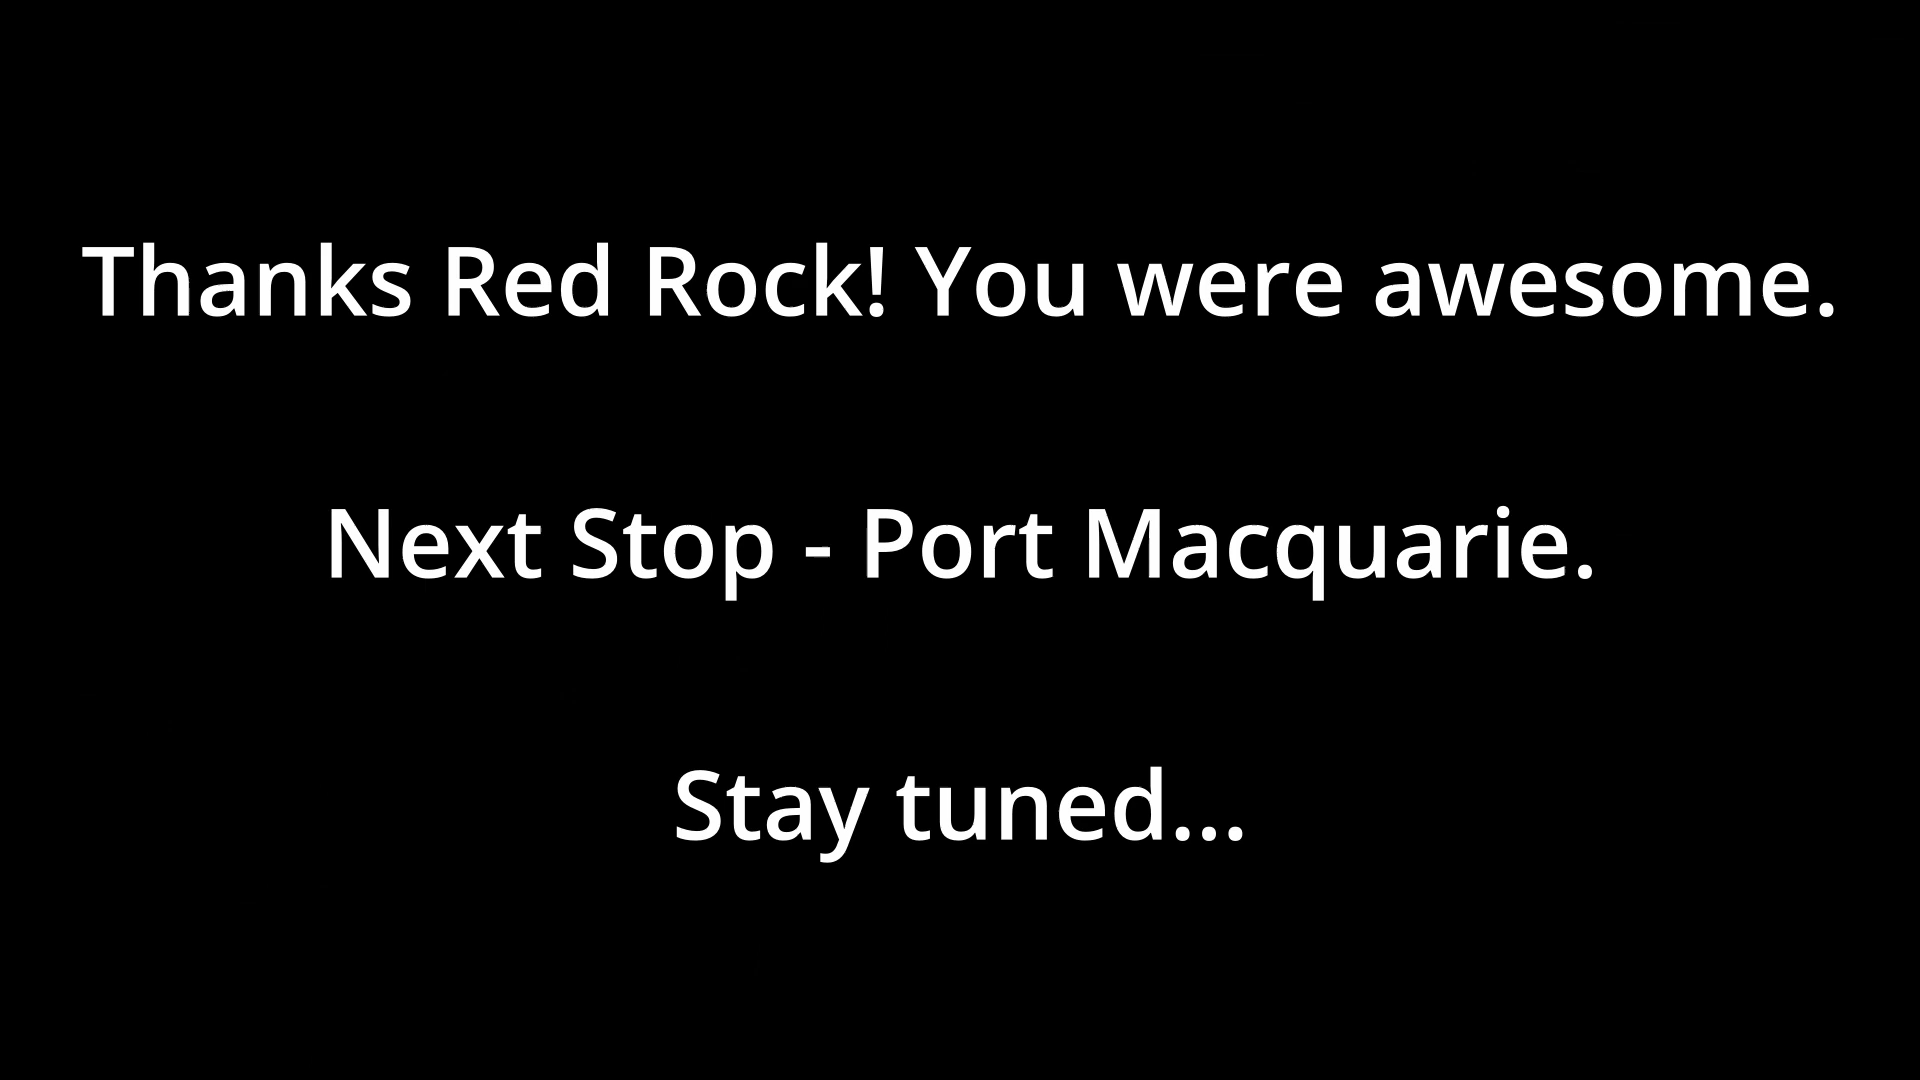 Thanks Red Rock! You were awesome.
Next Stop - Port Macquarie.
Stay tuned...